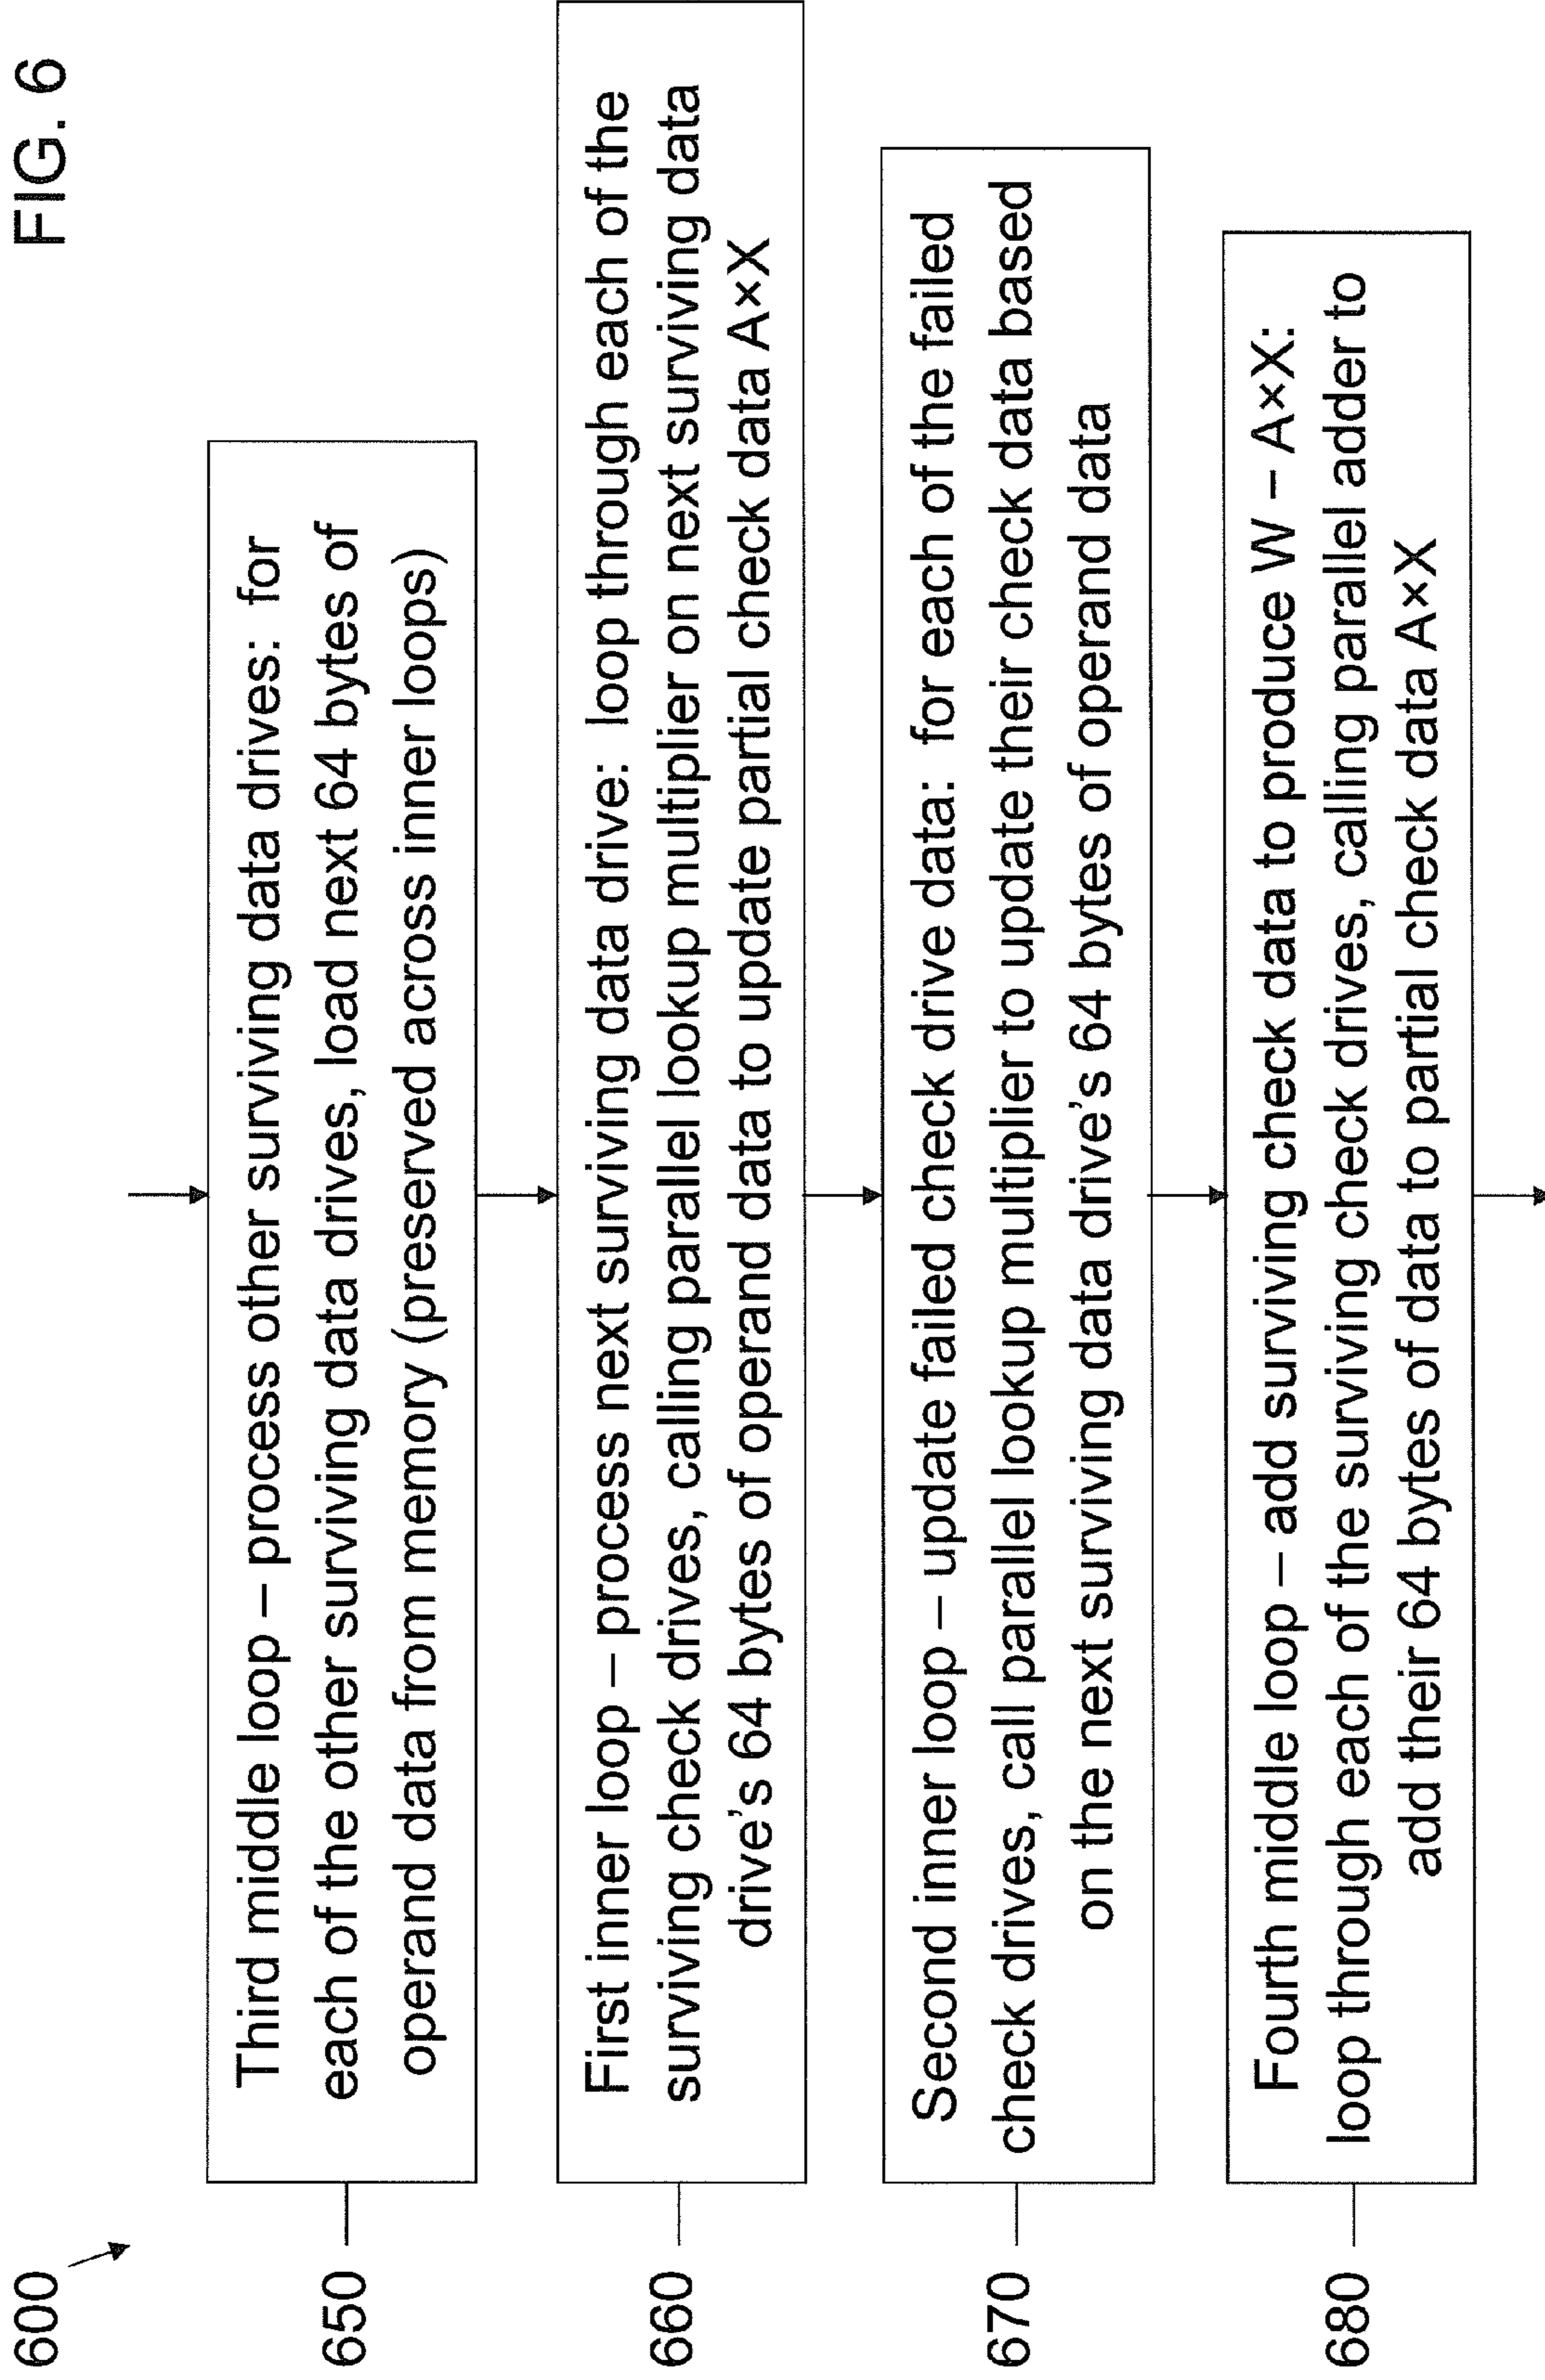 FIG. 6
600
650
Third middle loop – process other surviving data drives: for
each of the other surviving data drives, load next 64 bytes of
operand data from memory (preserved across inner loops)
660
First inner loop – process next surviving data drive: loop through each of the
surviving check drives, calling parallel lookup multiplier on next surviving data
drive’s 64 bytes of operand data to update partial check data A×X
670
Second inner loop – update failed check drive data: for each of the failed
check drives, call parallel lookup multiplier to update their check data based
on the next surviving data drive’s 64 bytes of operand data
680
Fourth middle loop – add surviving check data to produce W – A×X:
loop through each of the surviving check drives, calling parallel adder to
add their 64 bytes of data to partial check data A×X